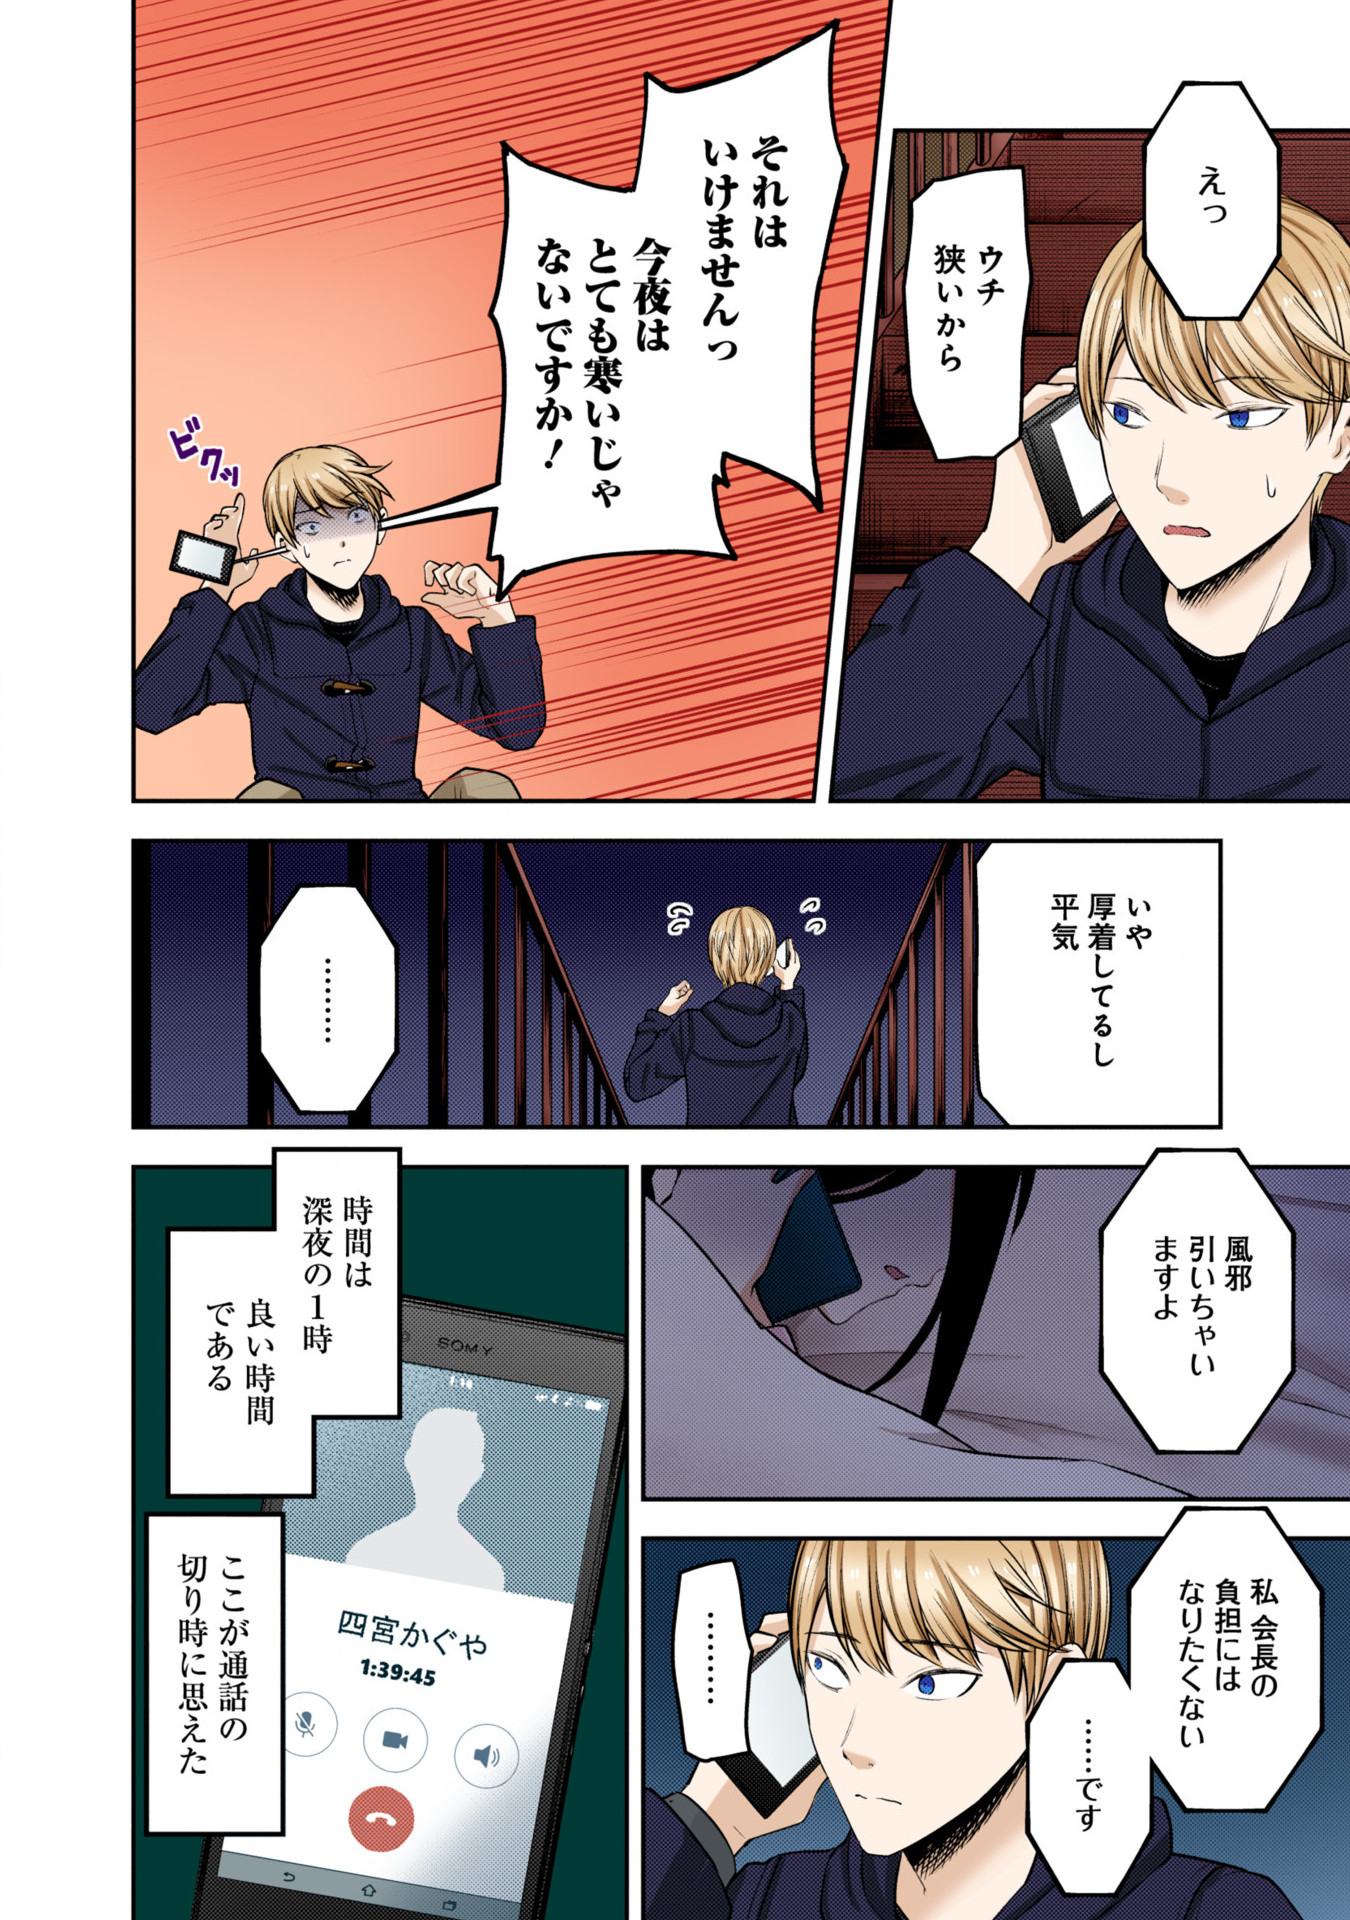 えっ
ウチ
狭いから
それは
いけませんっ
今夜は
とても寒いじゃ
ないですか!
ビクッ
いや
厚着してるし
平気
………
風邪
引いちゃい
ますよ
私 会長の
負担には
なりたくない
……です
………
時間は
深夜の1時
良い時間
である
ここが通話の
切り時に思えた
SOMY
四宮かぐや
1:39:45